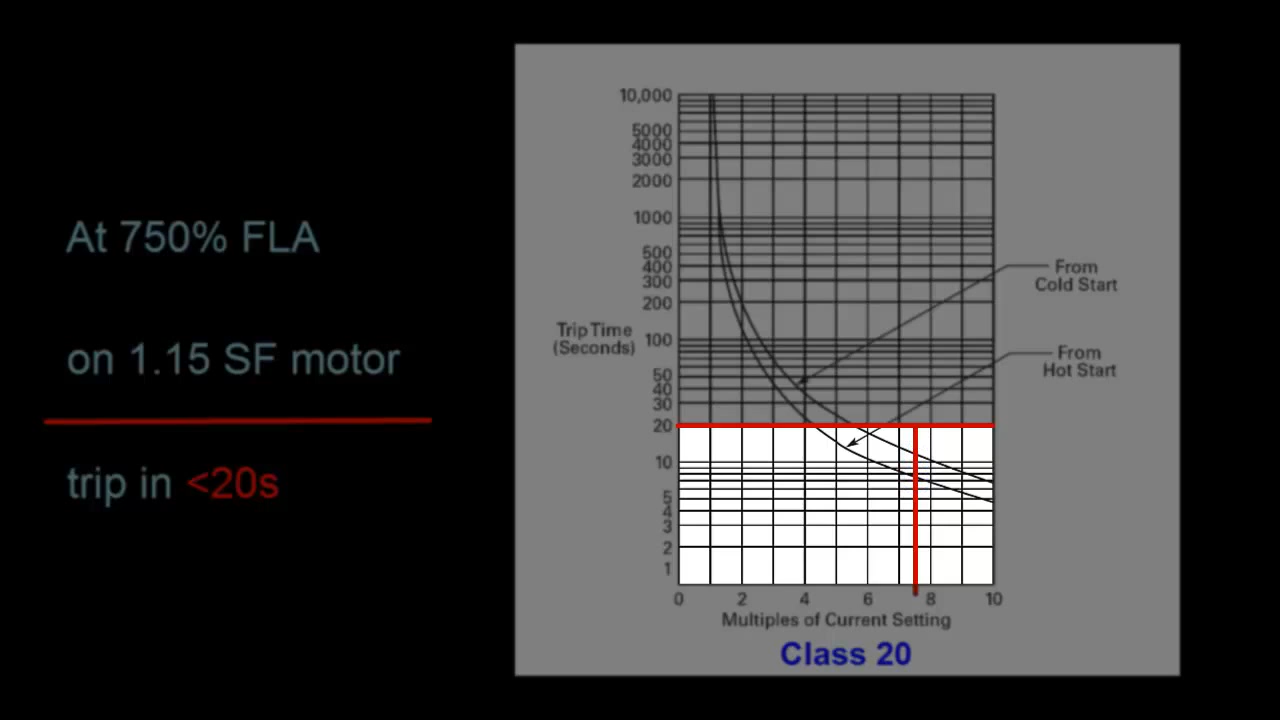 At 750% FLA
on 1.15 SF motor
trip in <20s
10,000
5000
4000
3000
2000
1000
500
400
300
200
100
50
40
30
20
10
5
4
3
2
1
Trip Time
(Seconds)
From
Cold Start
From
Hot Start
0 2 4 6 8 10
Multiples of Current Setting
Class 20